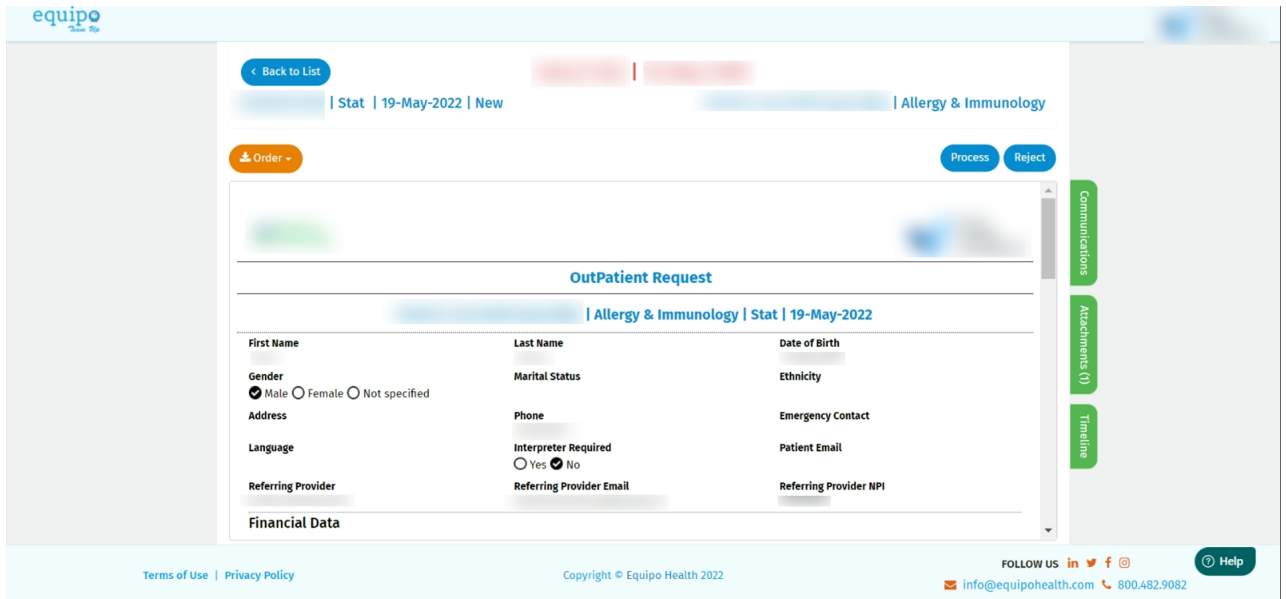 equipo
Team Up
Back to List
| Stat | 19-May-2022 | New
| Allergy & Immunology
Order
Process
Reject
OutPatient Request
| Allergy & Immunology | Stat | 19-May-2022
First Name
Last Name
Date of Birth
Gender
Marital Status
Ethnicity
Male Female Not specified
Address
Phone
Emergency Contact
Language
Interpreter Required
Patient Email
Yes No
Referring Provider
Referring Provider Email
Referring Provider NPI
Financial Data
Communications
Attachments (1)
Timeline
Terms of Use | Privacy Policy
Copyright © Equipo Health 2022
FOLLOW US
info@equipohealth.com 800.482.9082
Help